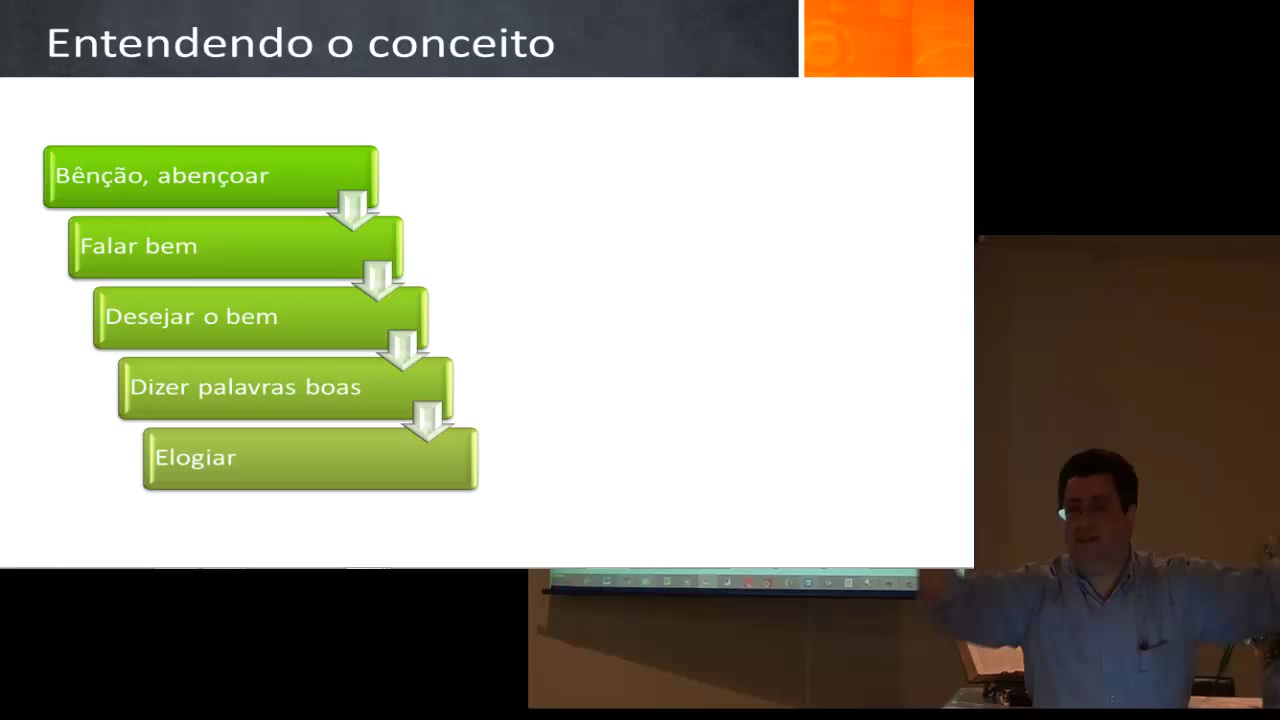 Entendendo o conceito
Bênção, abençoar
Falar bem
Desejar o bem
Dizer palavras boas
Elogiar